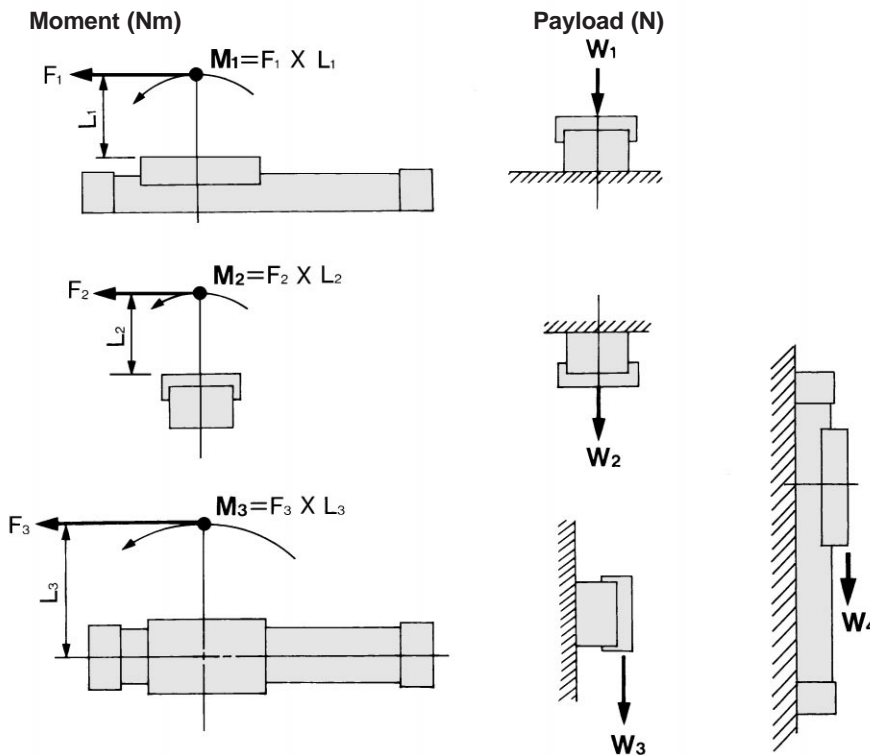 Moment (Nm)
Payload (N)
M₁=F₁ X L₁
F₁
L₁
W₁
M₂=F₂ X L₂
F₂
L₂
W₂
M₃=F₃ X L₃
F₃
L₃
W₃
W₄